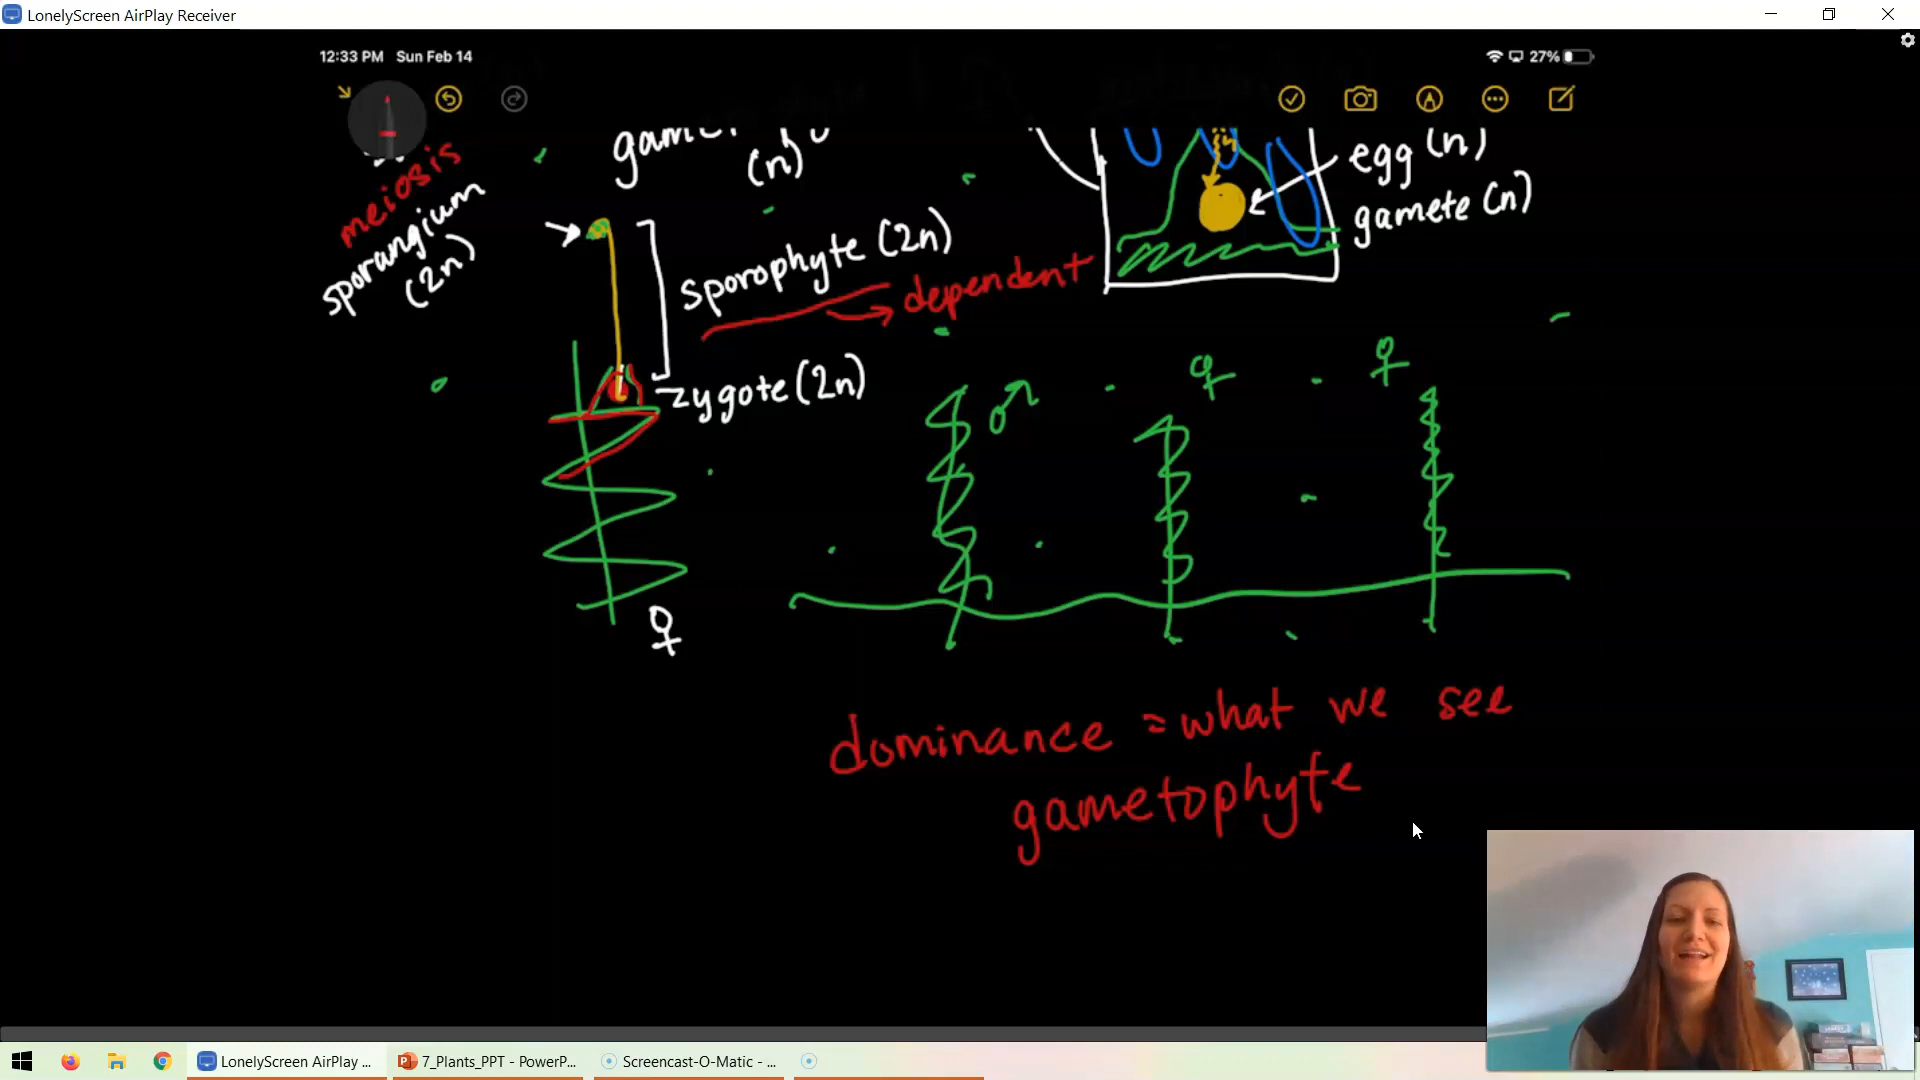 LonelyScreen AirPlay Receiver
12:33 PM Sun Feb 14
27%
(n)
egg (n)
gamete (n)
meiosis
sporangium
(2n)
sporophyte (2n)
dependent
zygote (2n)
♂
♀
♀
♀
dominance = what we see
gametophyte
LonelyScreen AirPlay ...
7_Plants_PPT - PowerP...
Screencast-O-Matic - ...